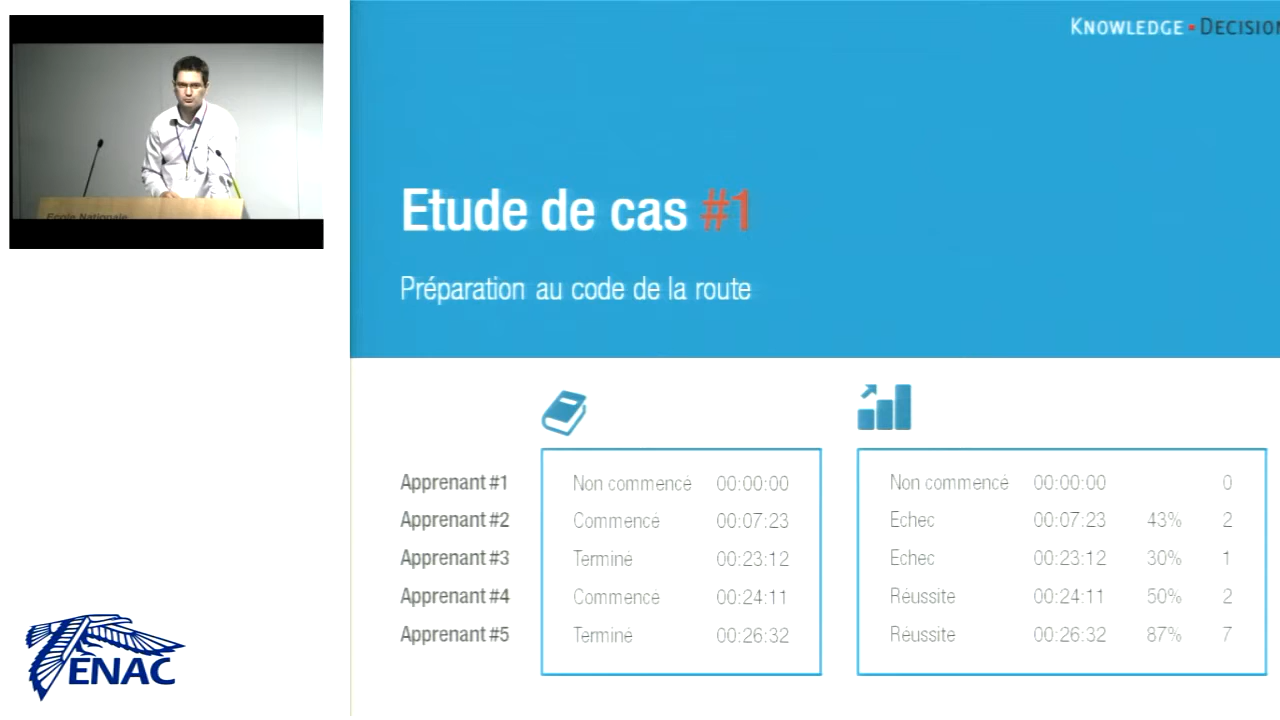 KNOWLEDGE DECISION
Etude de cas #1
Préparation au code de la route
Apprenant #1 Non commencé 00:00:00 Non commencé 00:00:00 0
Apprenant #2 Commencé 00:07:23 Echec 00:07:23 43% 2
Apprenant #3 Terminé 00:23:12 Echec 00:23:12 30% 1
Apprenant #4 Commencé 00:24:11 Réussite 00:24:11 50% 2
Apprenant #5 Terminé 00:26:32 Réussite 00:26:32 87% 7
Ecole Nationale
ENAC